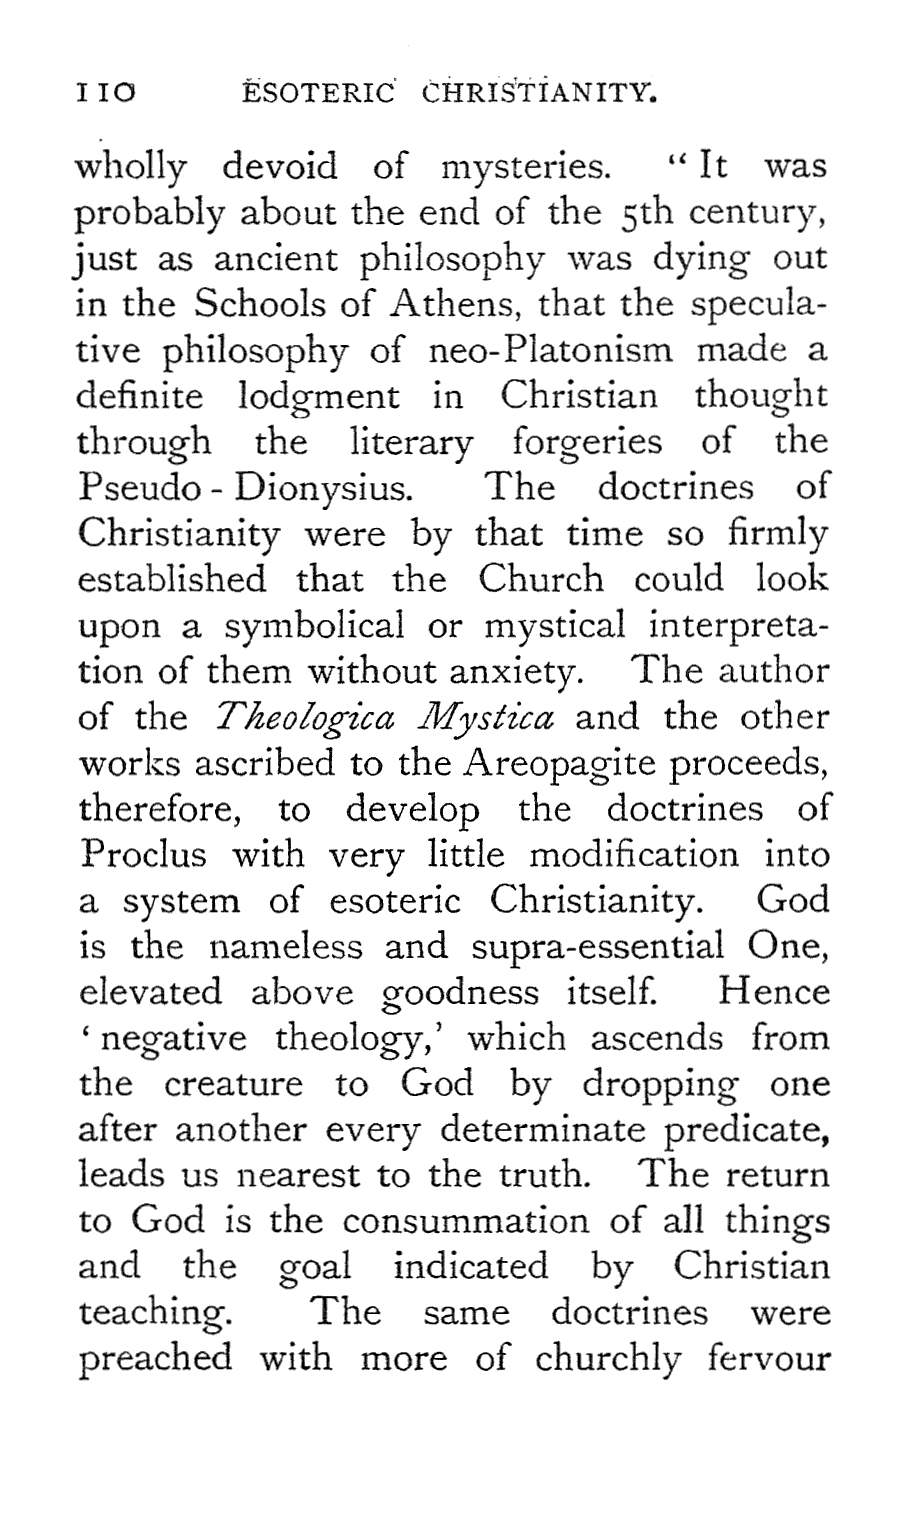 110 ESOTERIC CHRISTIANITY.
wholly devoid of mysteries. “It was
probably about the end of the 5th century,
just as ancient philosophy was dying out
in the Schools of Athens, that the specula-
tive philosophy of neo-Platonism made a
definite lodgment in Christian thought
through the literary forgeries of the
Pseudo-Dionysius. The doctrines of
Christianity were by that time so firmly
established that the Church could look
upon a symbolical or mystical interpreta-
tion of them without anxiety. The author
of the Theologica Mystica and the other
works ascribed to the Areopagite proceeds,
therefore, to develop the doctrines of
Proclus with very little modification into
a system of esoteric Christianity. God
is the nameless and supra-essential One,
elevated above goodness itself. Hence
‘negative theology,’ which ascends from
the creature to God by dropping one
after another every determinate predicate,
leads us nearest to the truth. The return
to God is the consummation of all things
and the goal indicated by Christian
teaching. The same doctrines were
preached with more of churchly fervour